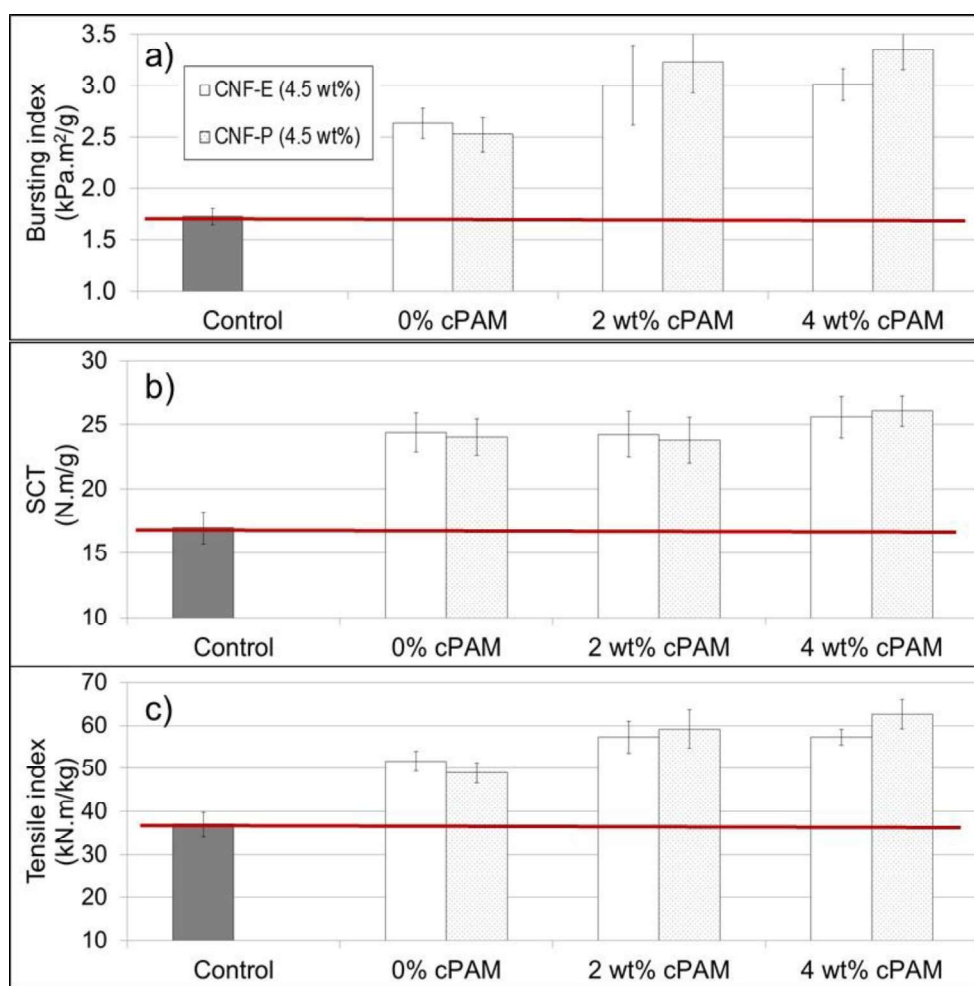 a)
CNF-E (4.5 wt%)
CNF-P (4.5 wt%)
Bursting index
(kPa.m²/g)
3.5
3.0
2.5
2.0
1.5
1.0
Control 0% cPAM 2 wt% cPAM 4 wt% cPAM
b)
SCT
(N.m/g)
30
25
20
15
10
Control 0% cPAM 2 wt% cPAM 4 wt% cPAM
c)
Tensile index
(kN.m/kg)
70
60
50
40
30
20
10
Control 0% cPAM 2 wt% cPAM 4 wt% cPAM